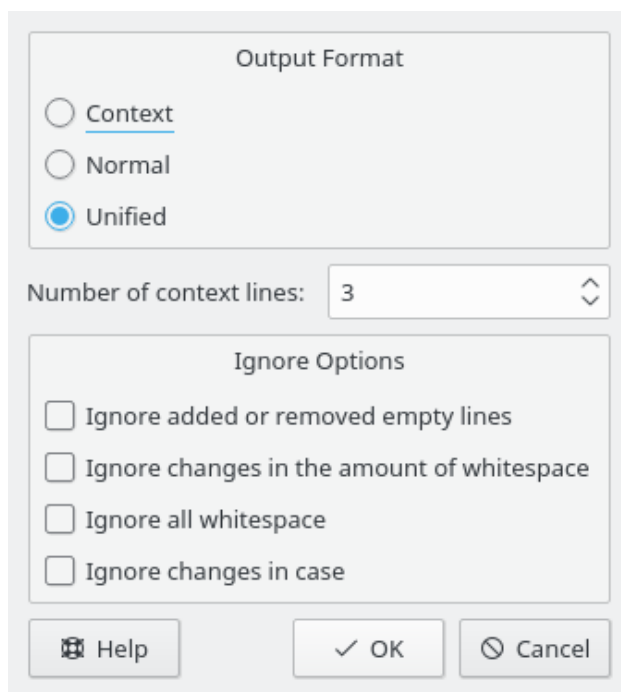 Output Format
Context
Normal
Unified
Number of context lines: 3
Ignore Options
Ignore added or removed empty lines
Ignore changes in the amount of whitespace
Ignore all whitespace
Ignore changes in case
Help OK Cancel